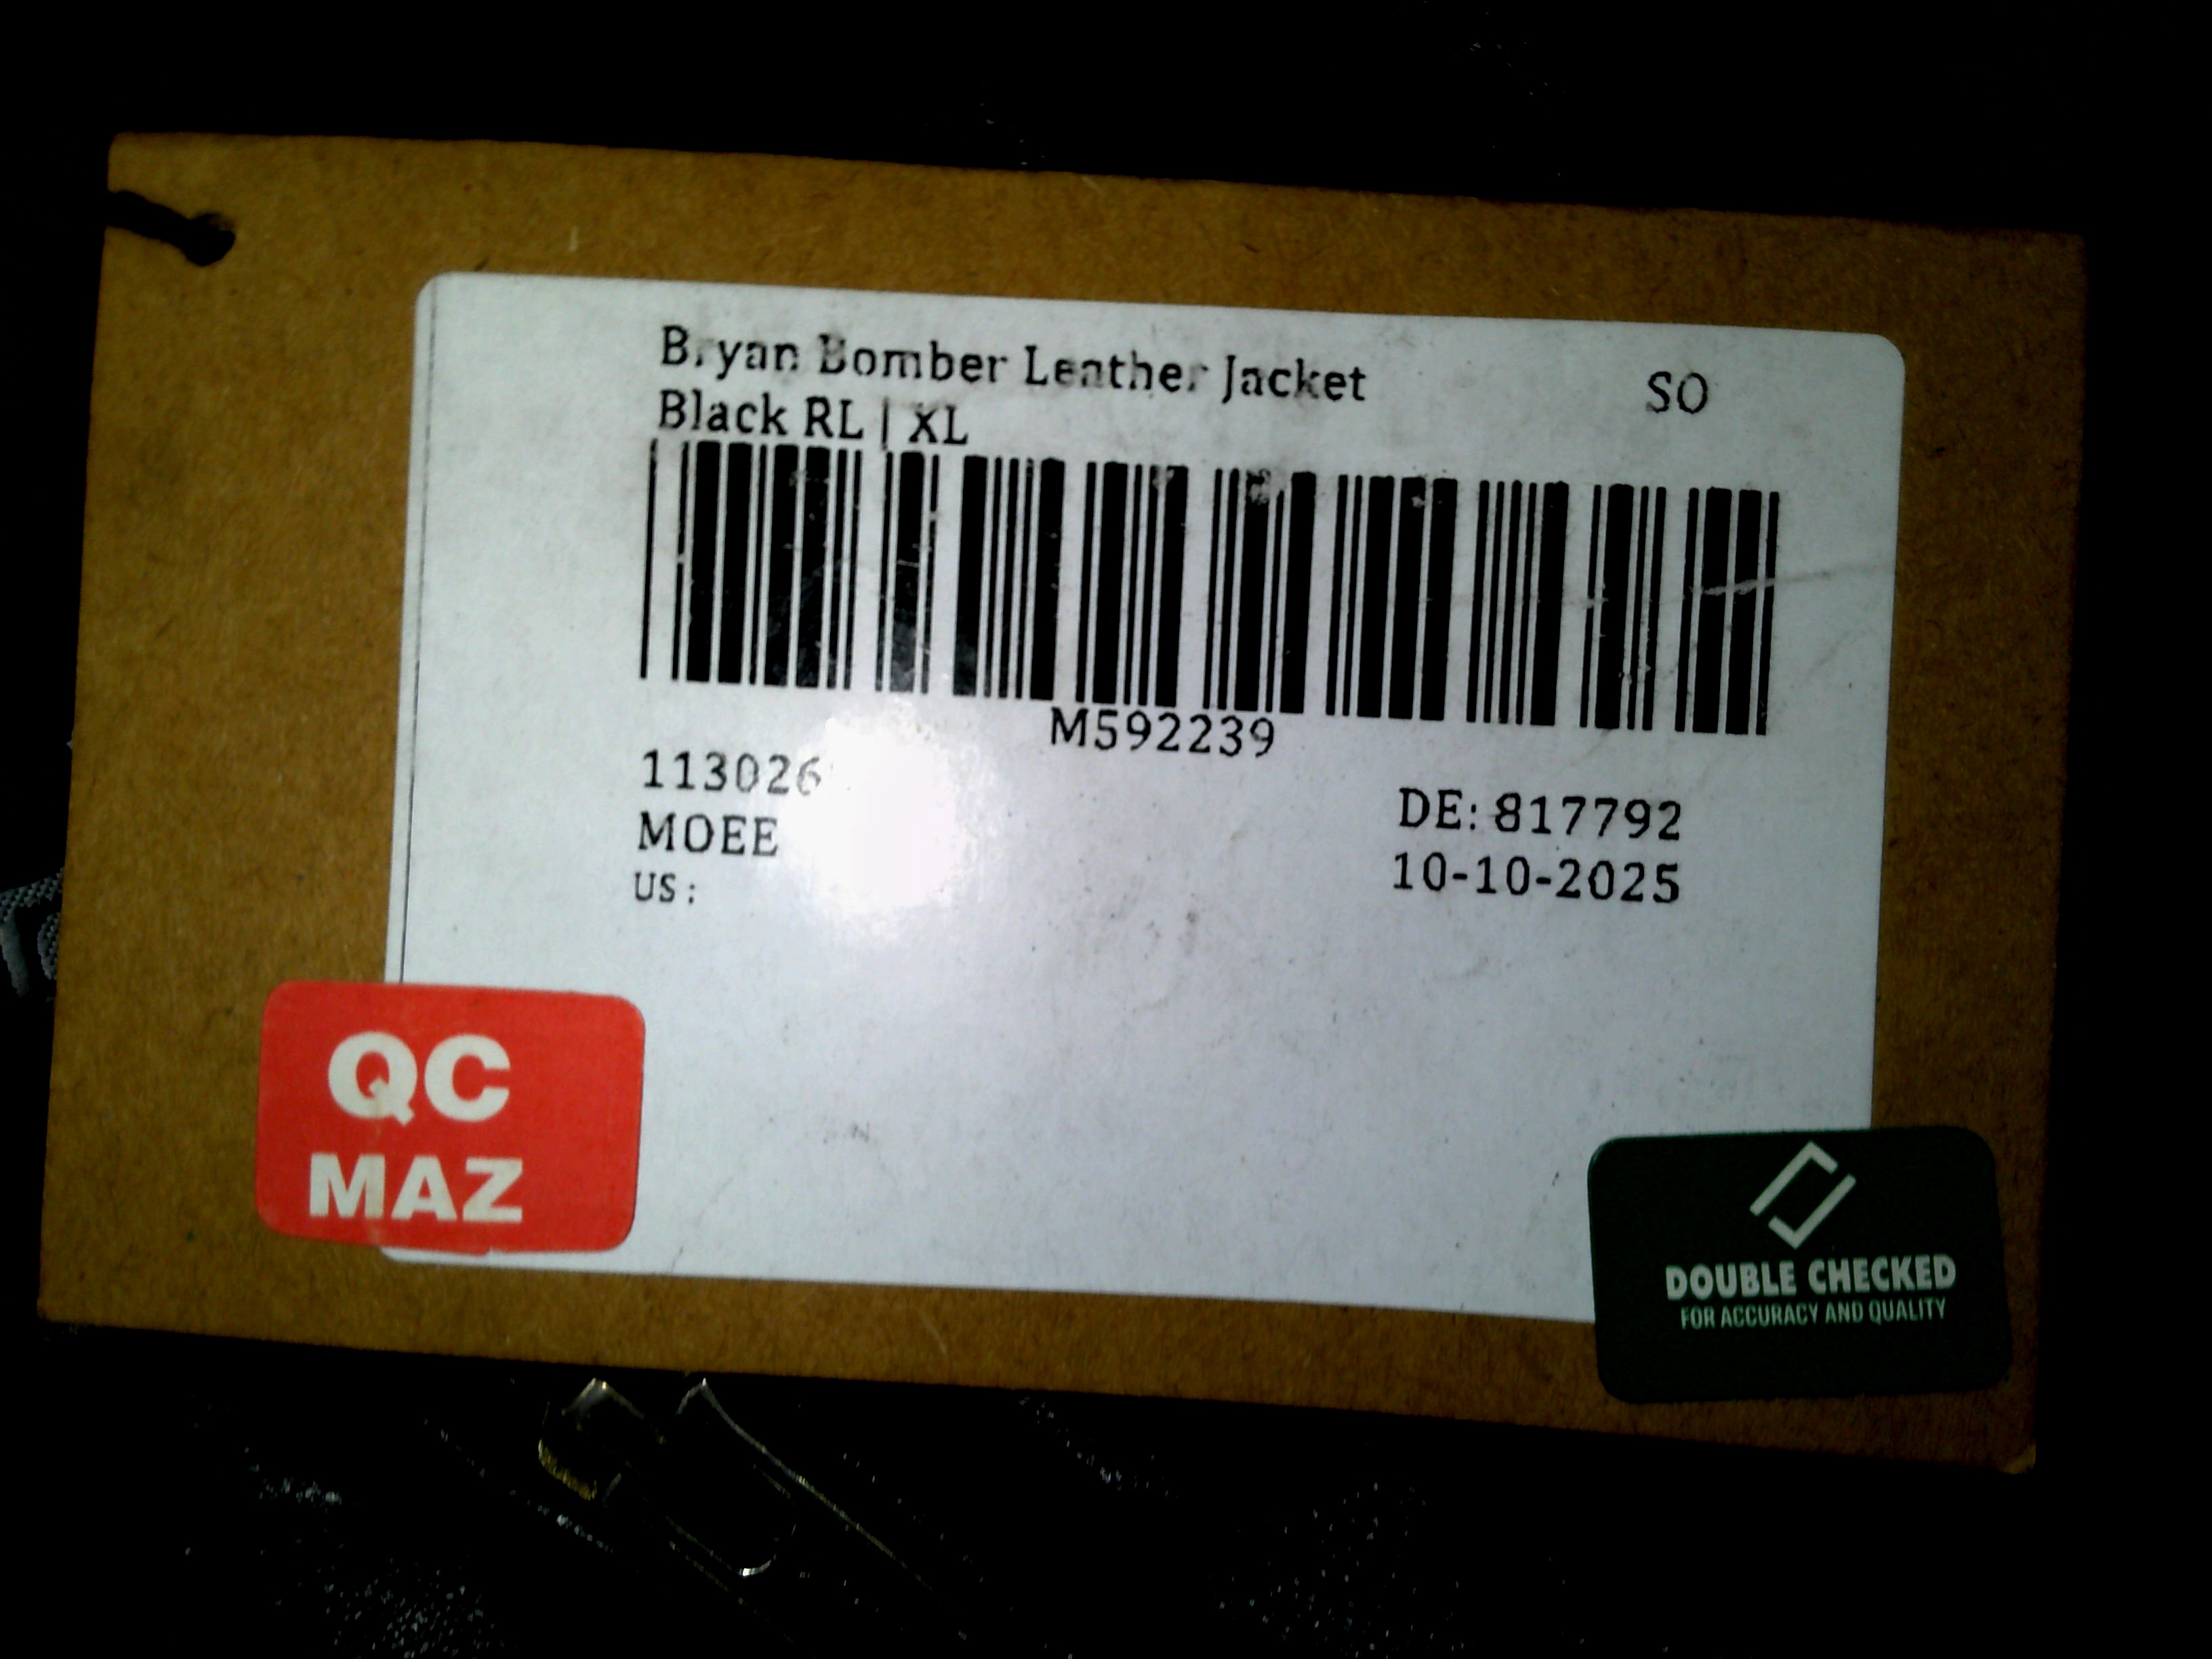 Bryan Bomber Leather Jacket
SO
Black RL | XL
M592239
113026
DE: 817792
MOEE
10-10-2025
US:
QC
MAZ
DOUBLE CHECKED
FOR ACCURACY AND QUALITY